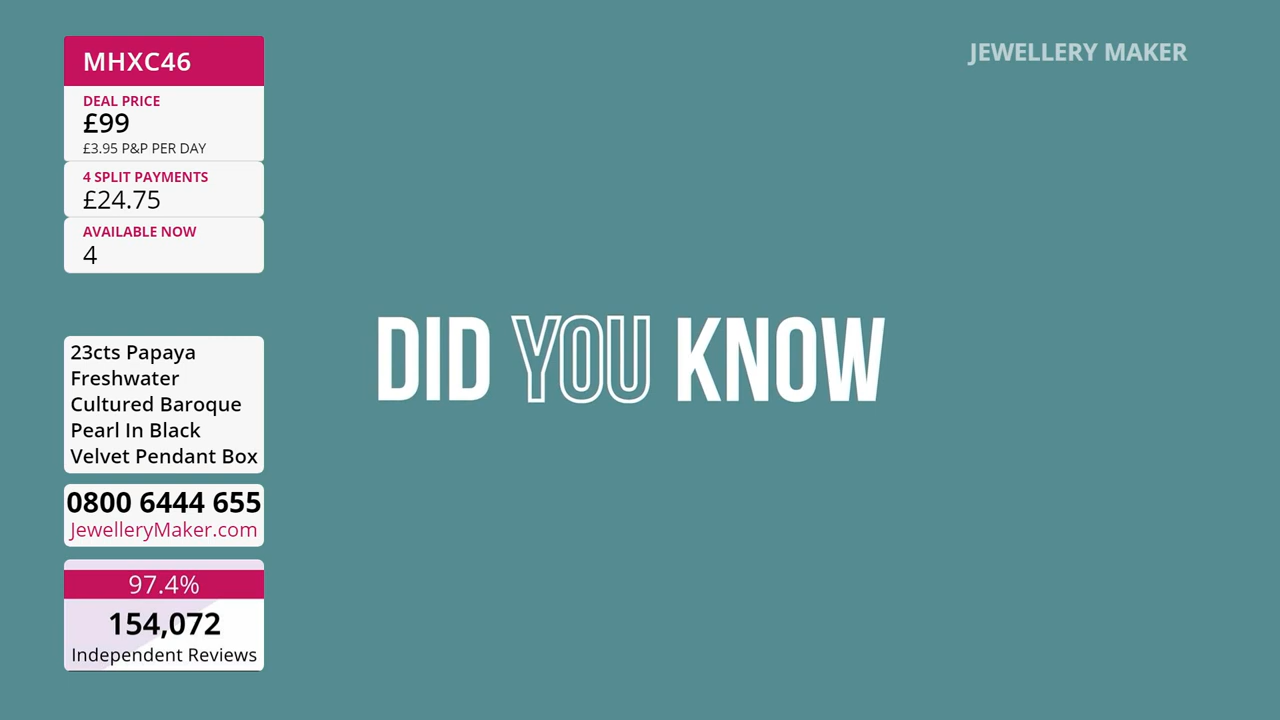 MHXC46
DEAL PRICE
£99
£3.95 P&P PER DAY
4 SPLIT PAYMENTS
£24.75
AVAILABLE NOW
4
23cts Papaya
Freshwater
Cultured Baroque
Pearl In Black
Velvet Pendant Box
0800 6444 655
JewelleryMaker.com
97.4%
154,072
Independent Reviews
JEWELLERY MAKER
DID YOU KNOW